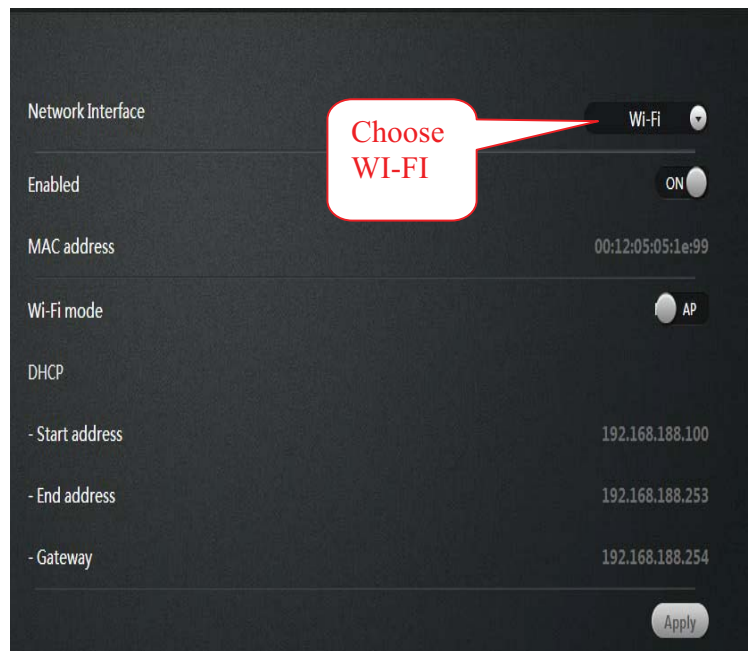 Network Interface
Choose
WI-FI
Wi-Fi
Enabled
ON
MAC address
00:12:05:05:1e:99
Wi-Fi mode
AP
DHCP
- Start address
192.168.188.100
- End address
192.168.188.253
- Gateway
192.168.188.254
Apply